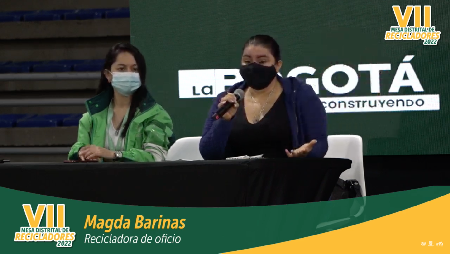 VII
MESA DISTRITAL DE
RECICLADORES
2022
La BOGOTÁ
construyendo
VII
MESA DISTRITAL DE
RECICLADORES
2022
Magda Barinas
Recicladora de oficio